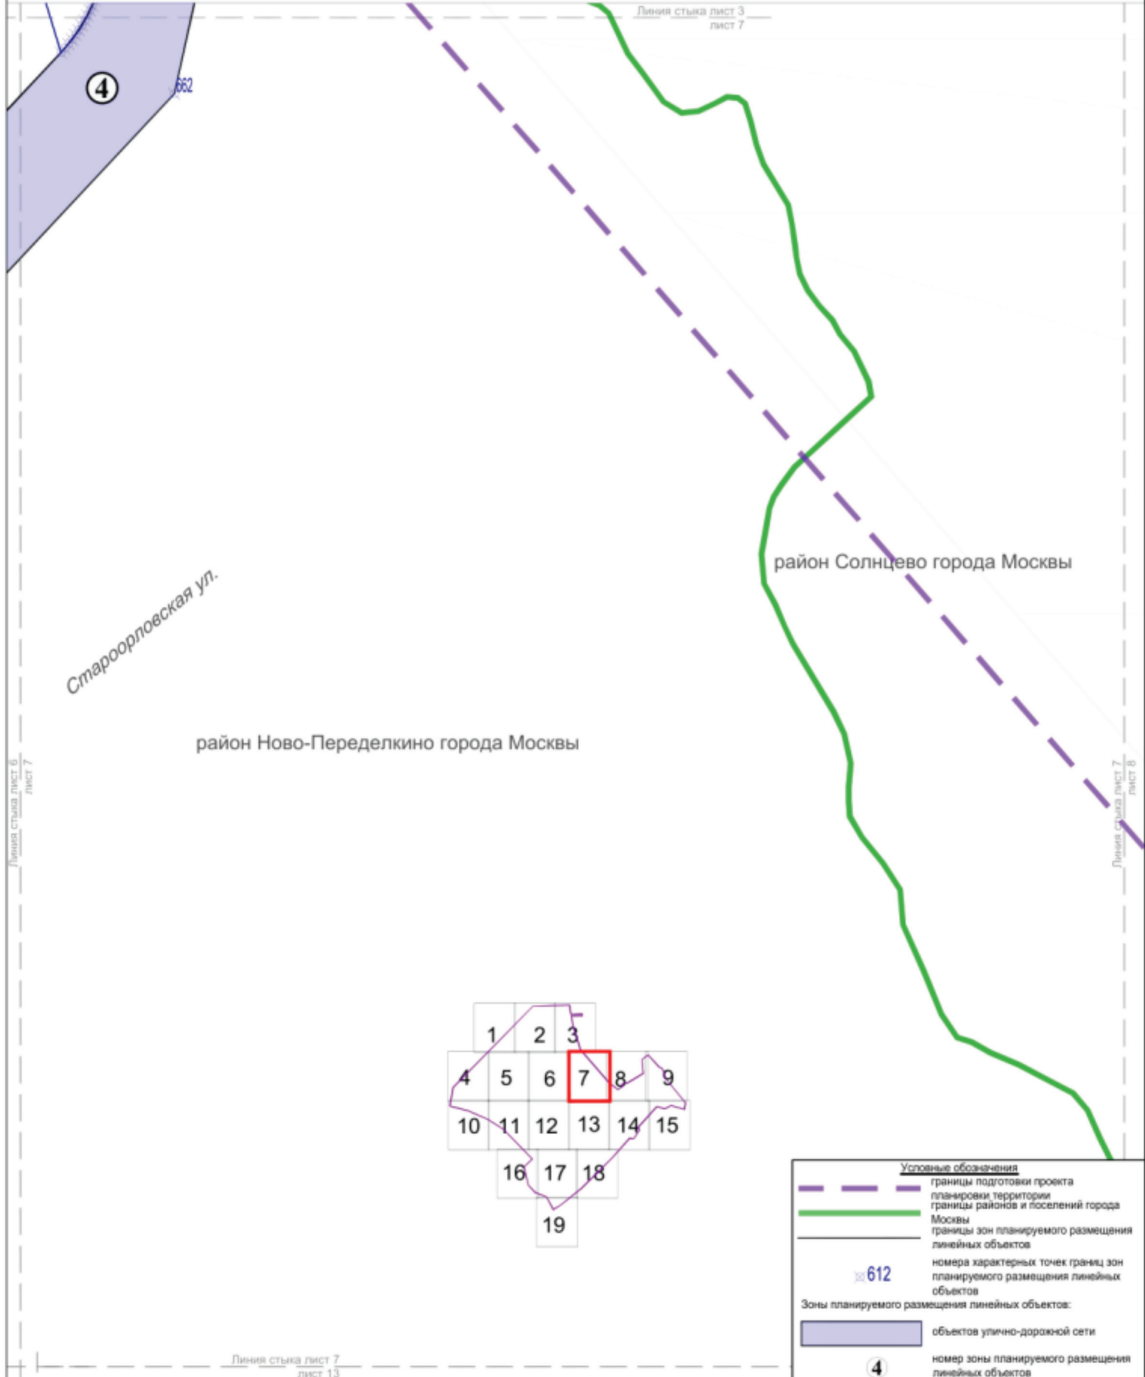 Линия стыка лист 3
лист 7
4
662
район Солнцево города Москвы
Староорловская ул.
район Ново-Переделкино города Москвы
Линия стыка лист 6
лист 7
Линия стыка лист 7
лист 8
1
2
3
4
5
6
7
8
9
10
11
12
13
14
15
16
17
18
19
Условные обозначения
границы подготовки проекта
планировки территории
границы районов и поселений города
Москвы
границы зон планируемого размещения
линейных объектов
612
номера характерных точек границ зон
планируемого размещения линейных
объектов
Зоны планируемого размещения линейных объектов:
объектов улично-дорожной сети
4
номер зоны планируемого размещения
линейных объектов
Линия стыка лист 7
лист 13